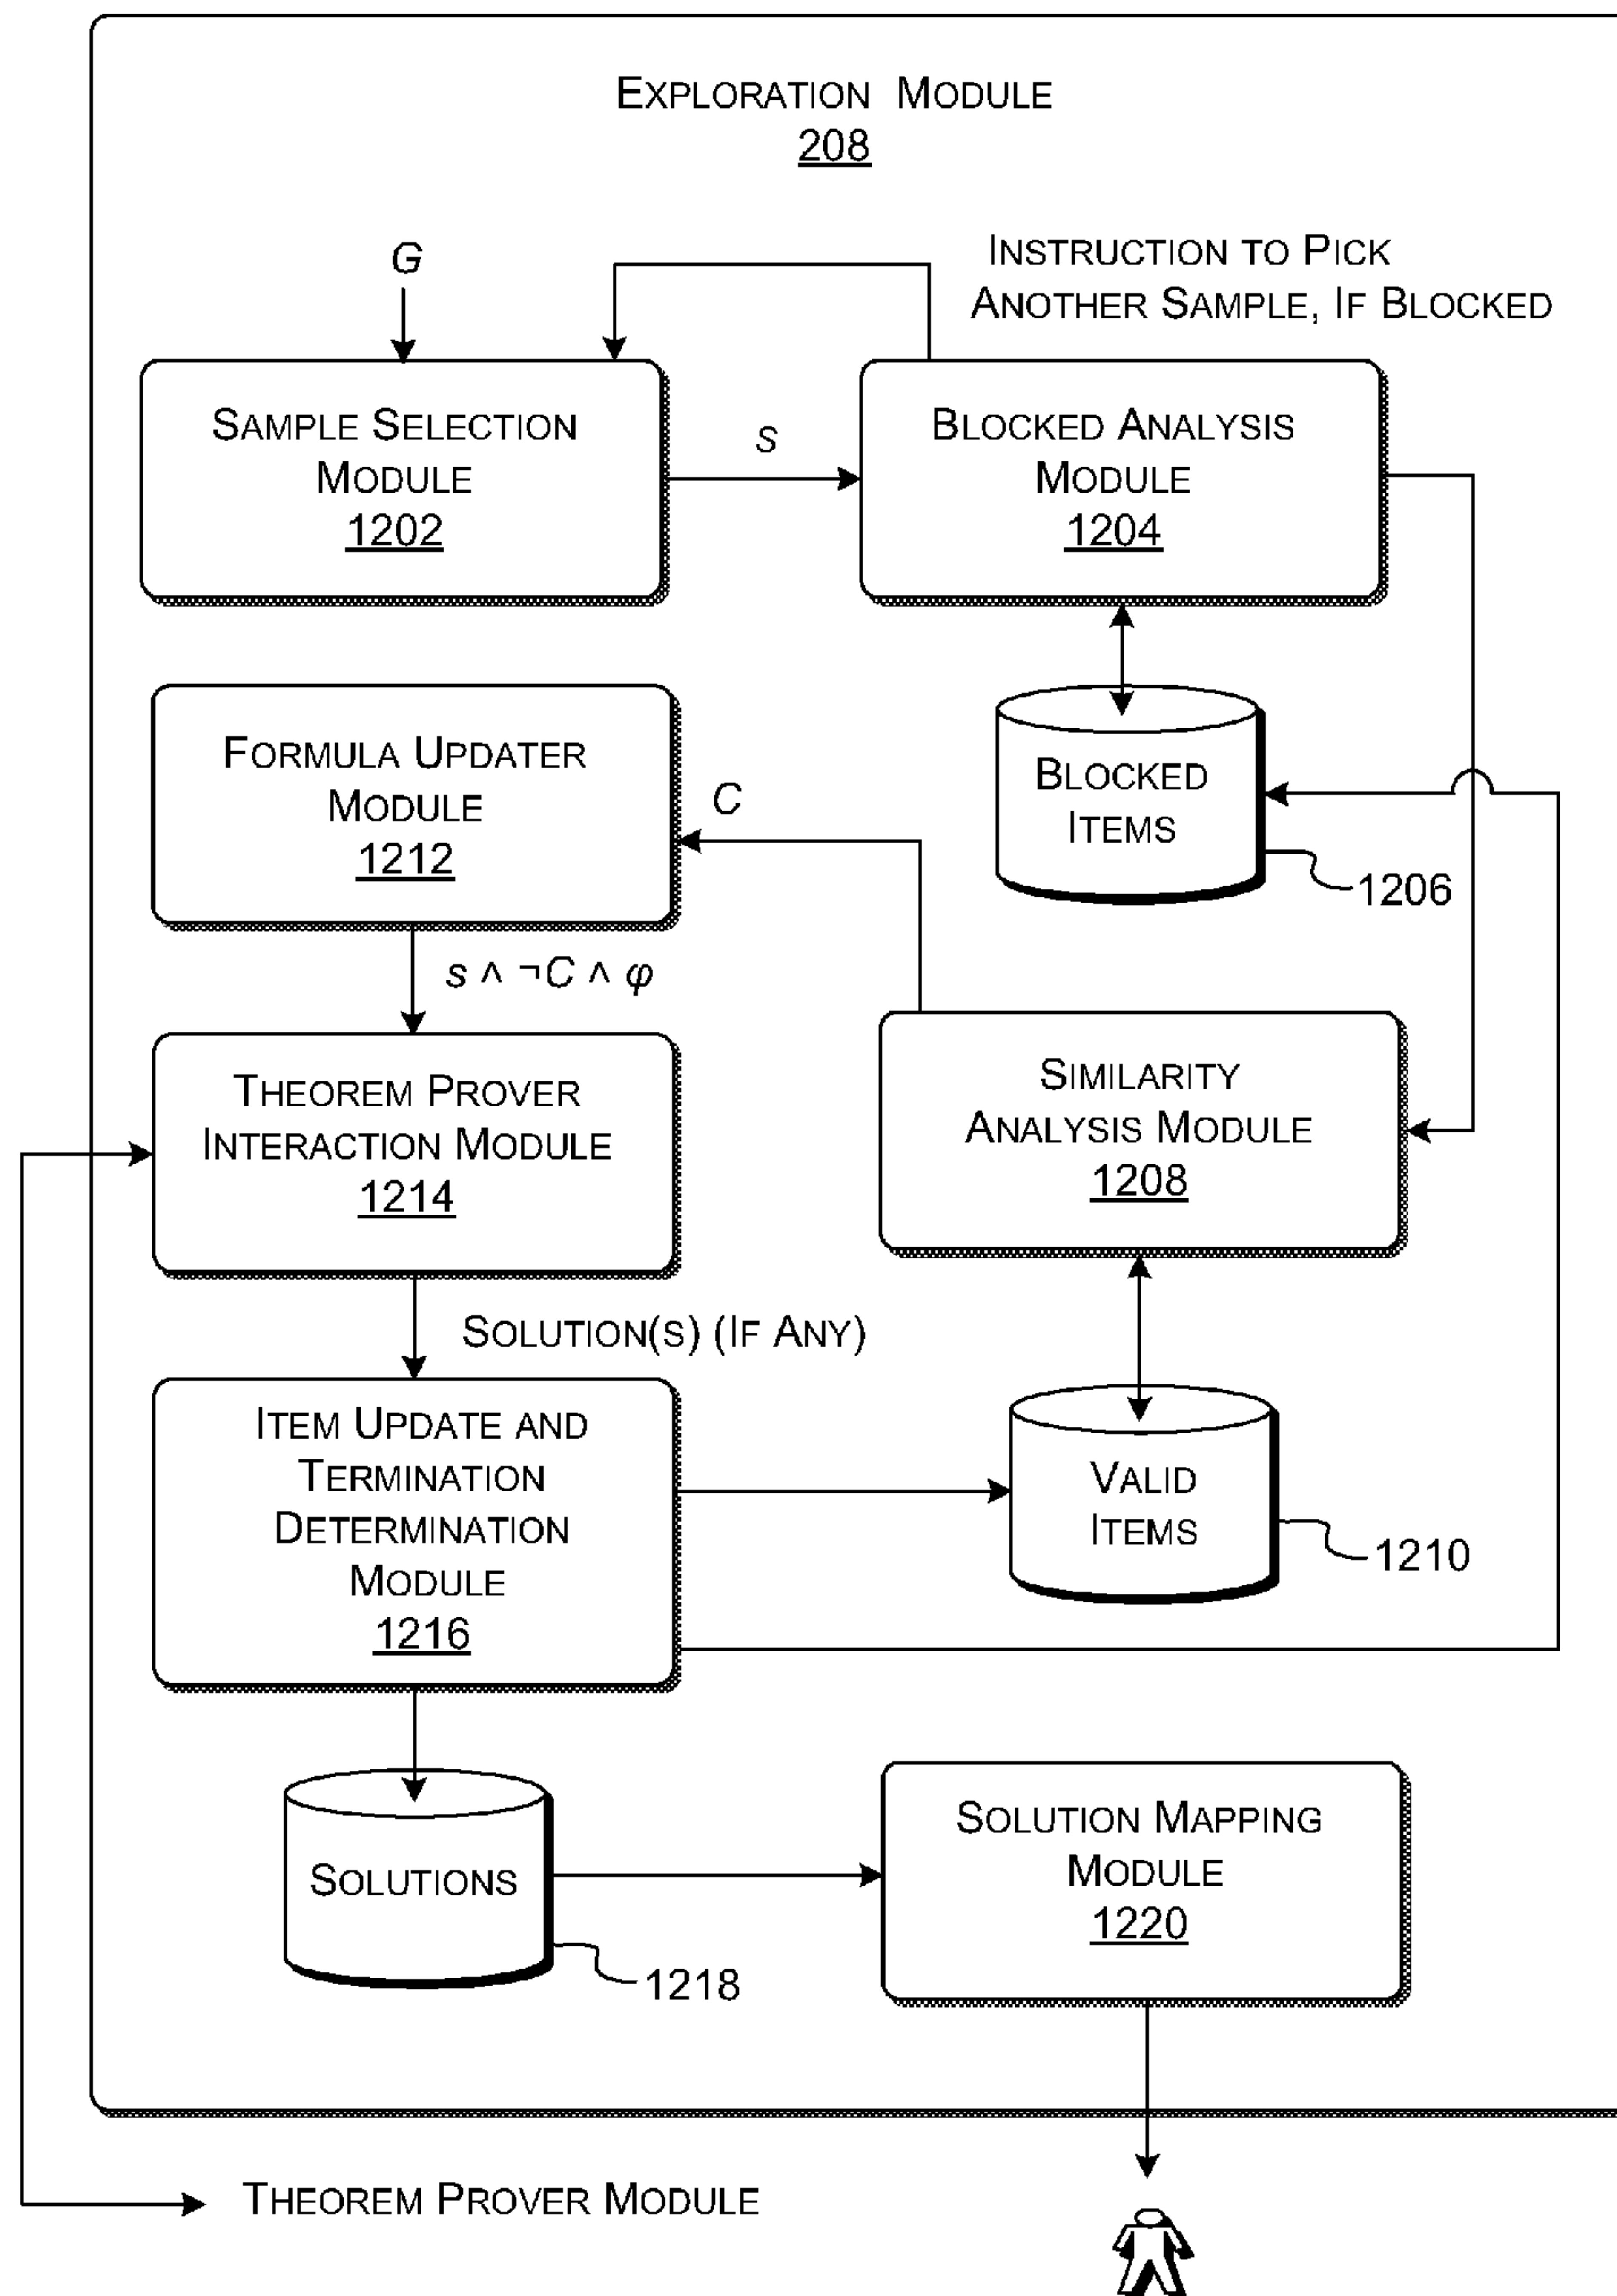 EXPLORATION MODULE
208
G
INSTRUCTION TO PICK
ANOTHER SAMPLE, IF BLOCKED
SAMPLE SELECTION
MODULE
1202
s
BLOCKED ANALYSIS
MODULE
1204
FORMULA UPDATER
MODULE
1212
C
BLOCKED
ITEMS
1206
s ∧ ¬C ∧ φ
THEOREM PROVER
INTERACTION MODULE
1214
SIMILARITY
ANALYSIS MODULE
1208
SOLUTION(S) (IF ANY)
ITEM UPDATE AND
TERMINATION
DETERMINATION
MODULE
1216
VALID
ITEMS
1210
SOLUTIONS
1218
SOLUTION MAPPING
MODULE
1220
THEOREM PROVER MODULE